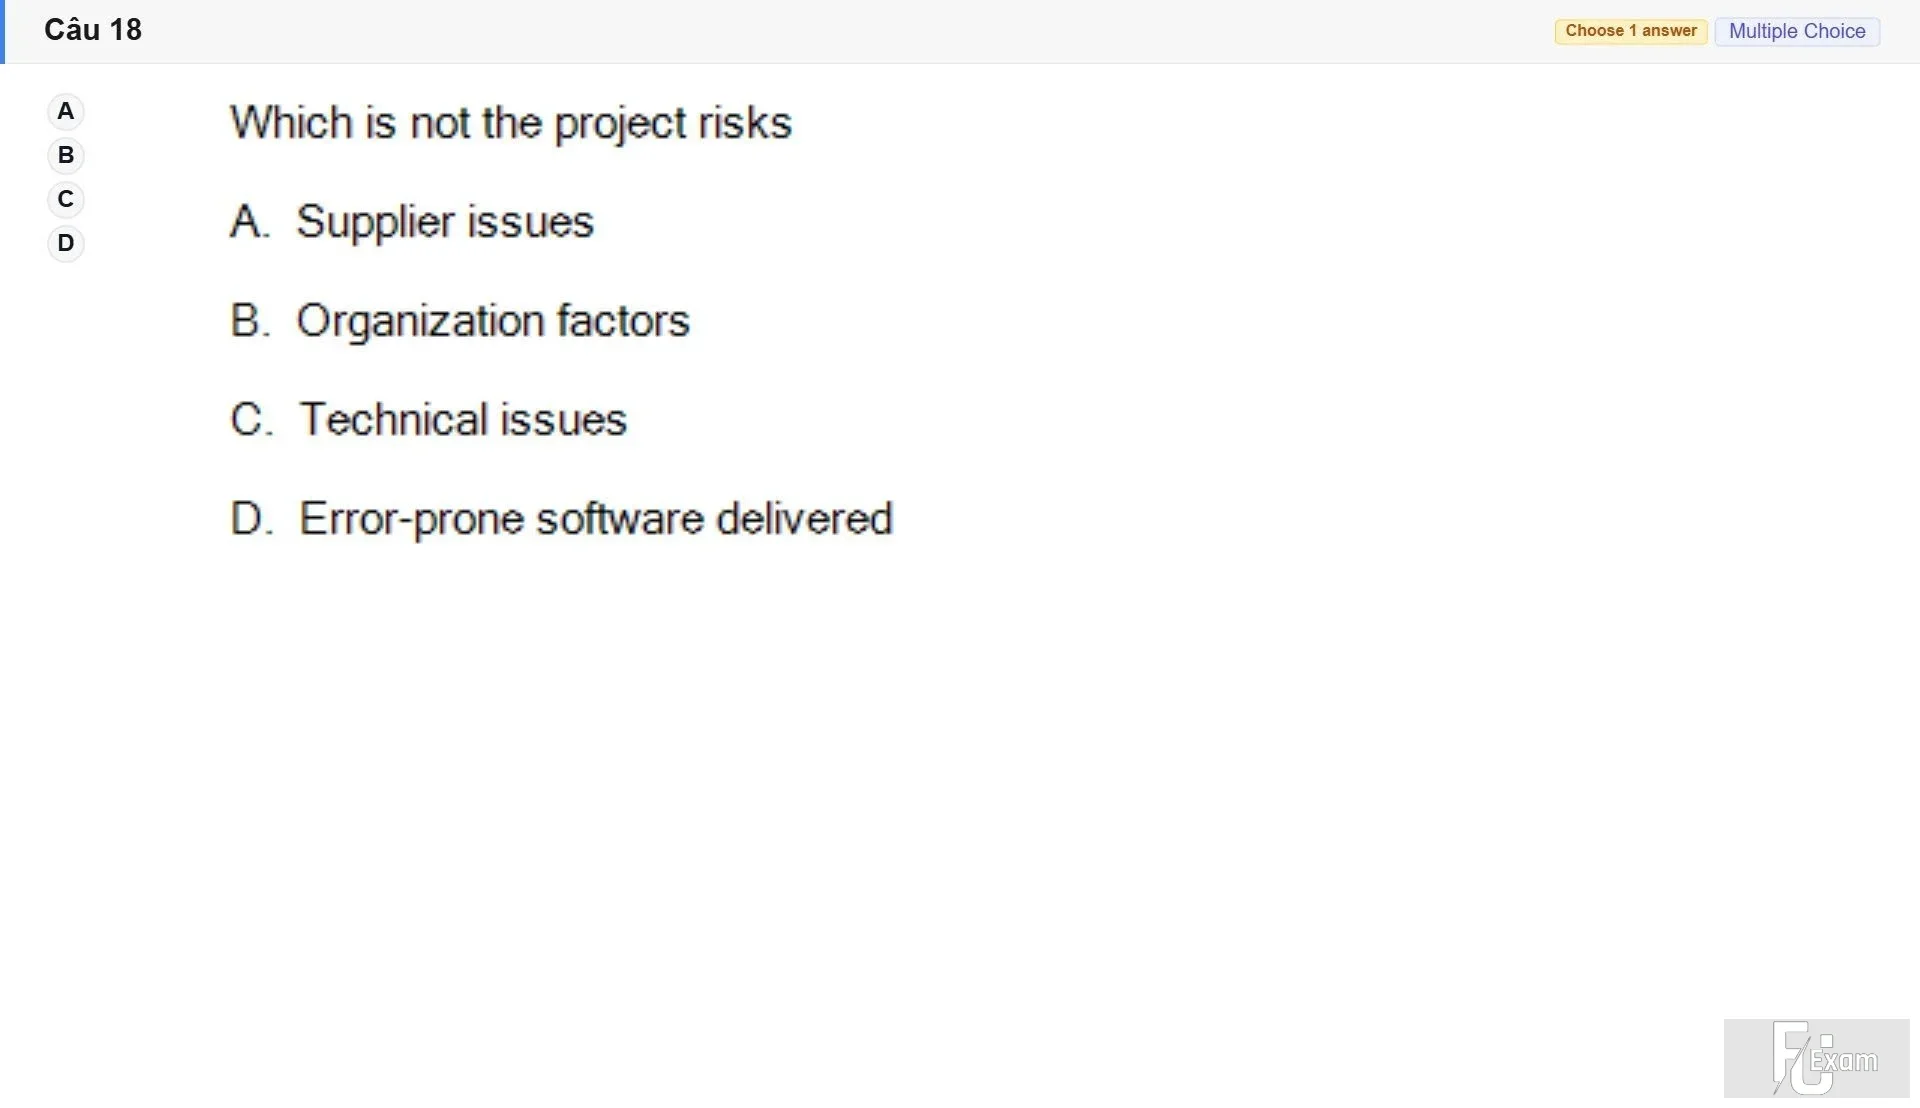 Câu 18
Choose 1 answer
Multiple Choice
A
B
C
D
Which is not the project risks
A. Supplier issues
B. Organization factors
C. Technical issues
D. Error-prone software delivered
FU Exam